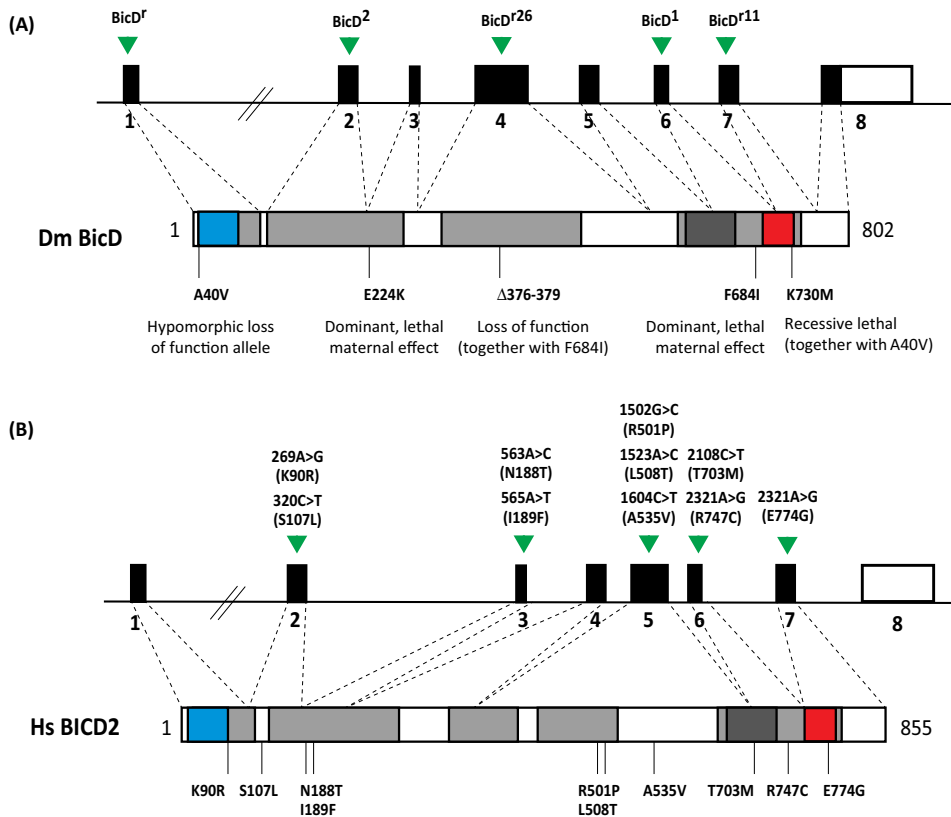 (A)
BicDʳ BicD² BicDʳ²⁶ BicD¹ BicDʳ¹¹
1 2 3 4 5 6 7 8
Dm BicD 1 802
A40V E224K Δ376-379 F684I K730M
Hypomorphic loss Dominant, lethal Loss of function Dominant, lethal Recessive lethal
of function allele maternal effect (together with F684I) maternal effect (together with A40V)
(B)
1502G>C
(R501P)
269A>G 563A>C 1523A>C 2108C>T
(K90R) (N188T) (L508T) (T703M)
320C>T 565A>T 1604C>T 2321A>G 2321A>G
(S107L) (I189F) (A535V) (R747C) (E774G)
1 2 3 4 5 6 7 8
Hs BICD2 1 855
K90R S107L N188T R501P A535V T703M R747C E774G
I189F L508T